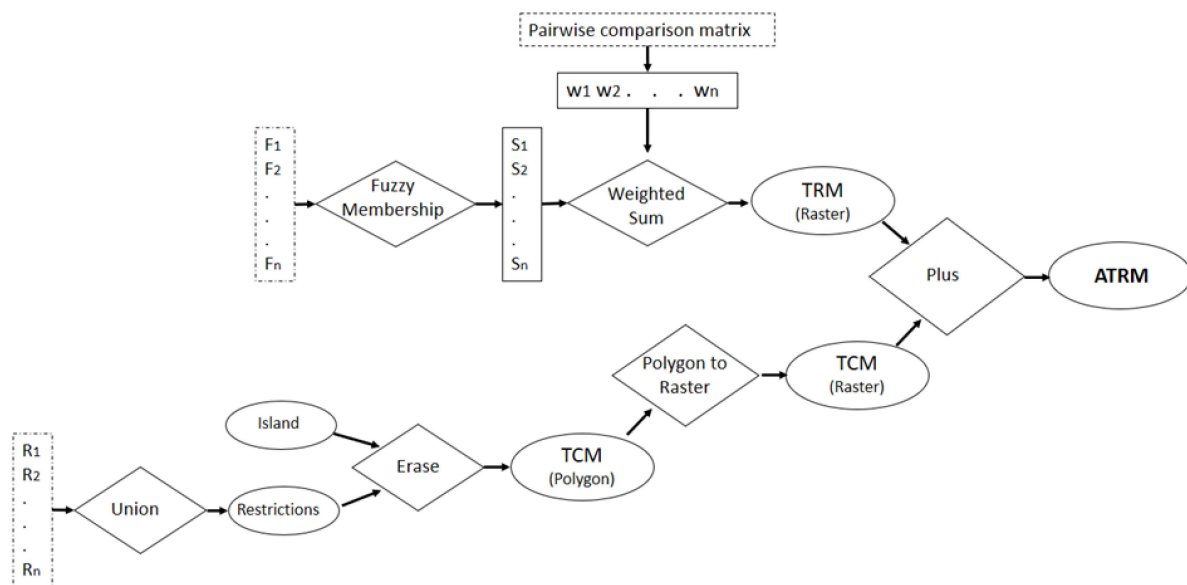 Pairwise comparison matrix
w1 w2 . . . wn
F1
F2
.
.
.
Fn
Fuzzy
Membership
S1
S2
.
.
.
Sn
Weighted
Sum
TRM
(Raster)
Plus
ATRM
Polygon to
Raster
TCM
(Raster)
Island
Erase
TCM
(Polygon)
R1
R2
.
.
.
Rn
Union
Restrictions